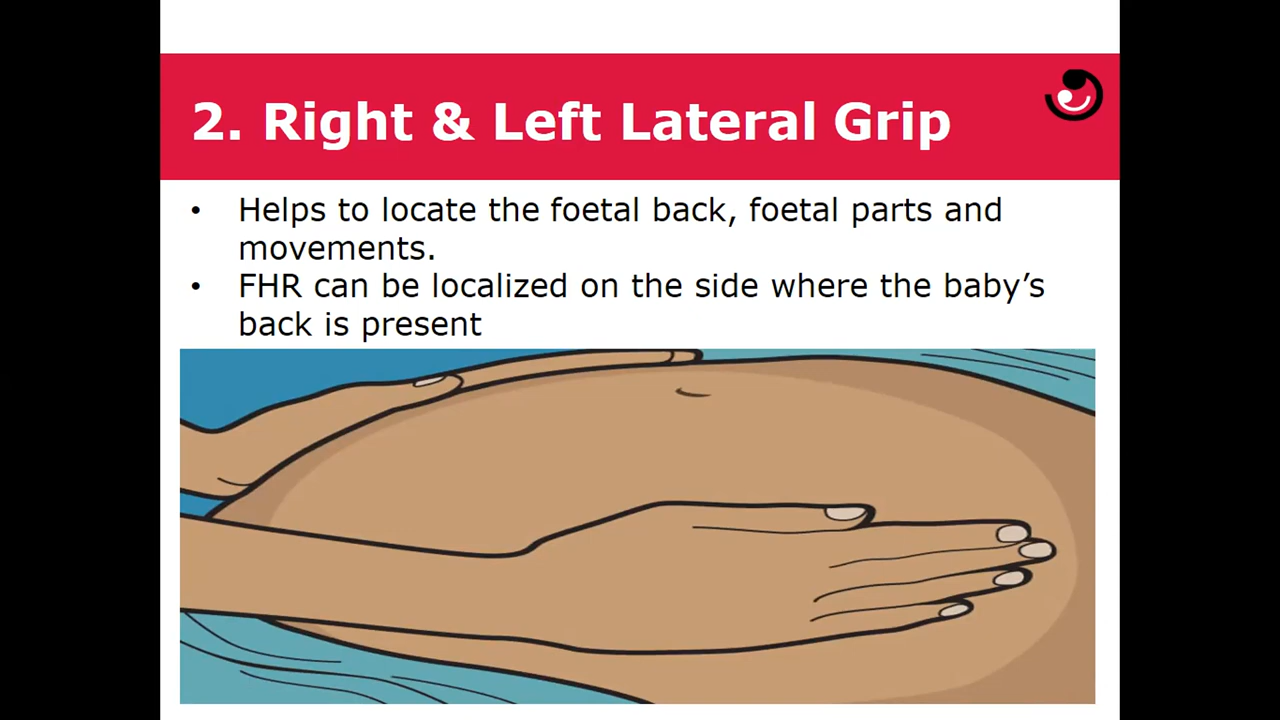 2. Right & Left Lateral Grip
• Helps to locate the foetal back, foetal parts and
movements.
• FHR can be localized on the side where the baby’s
back is present